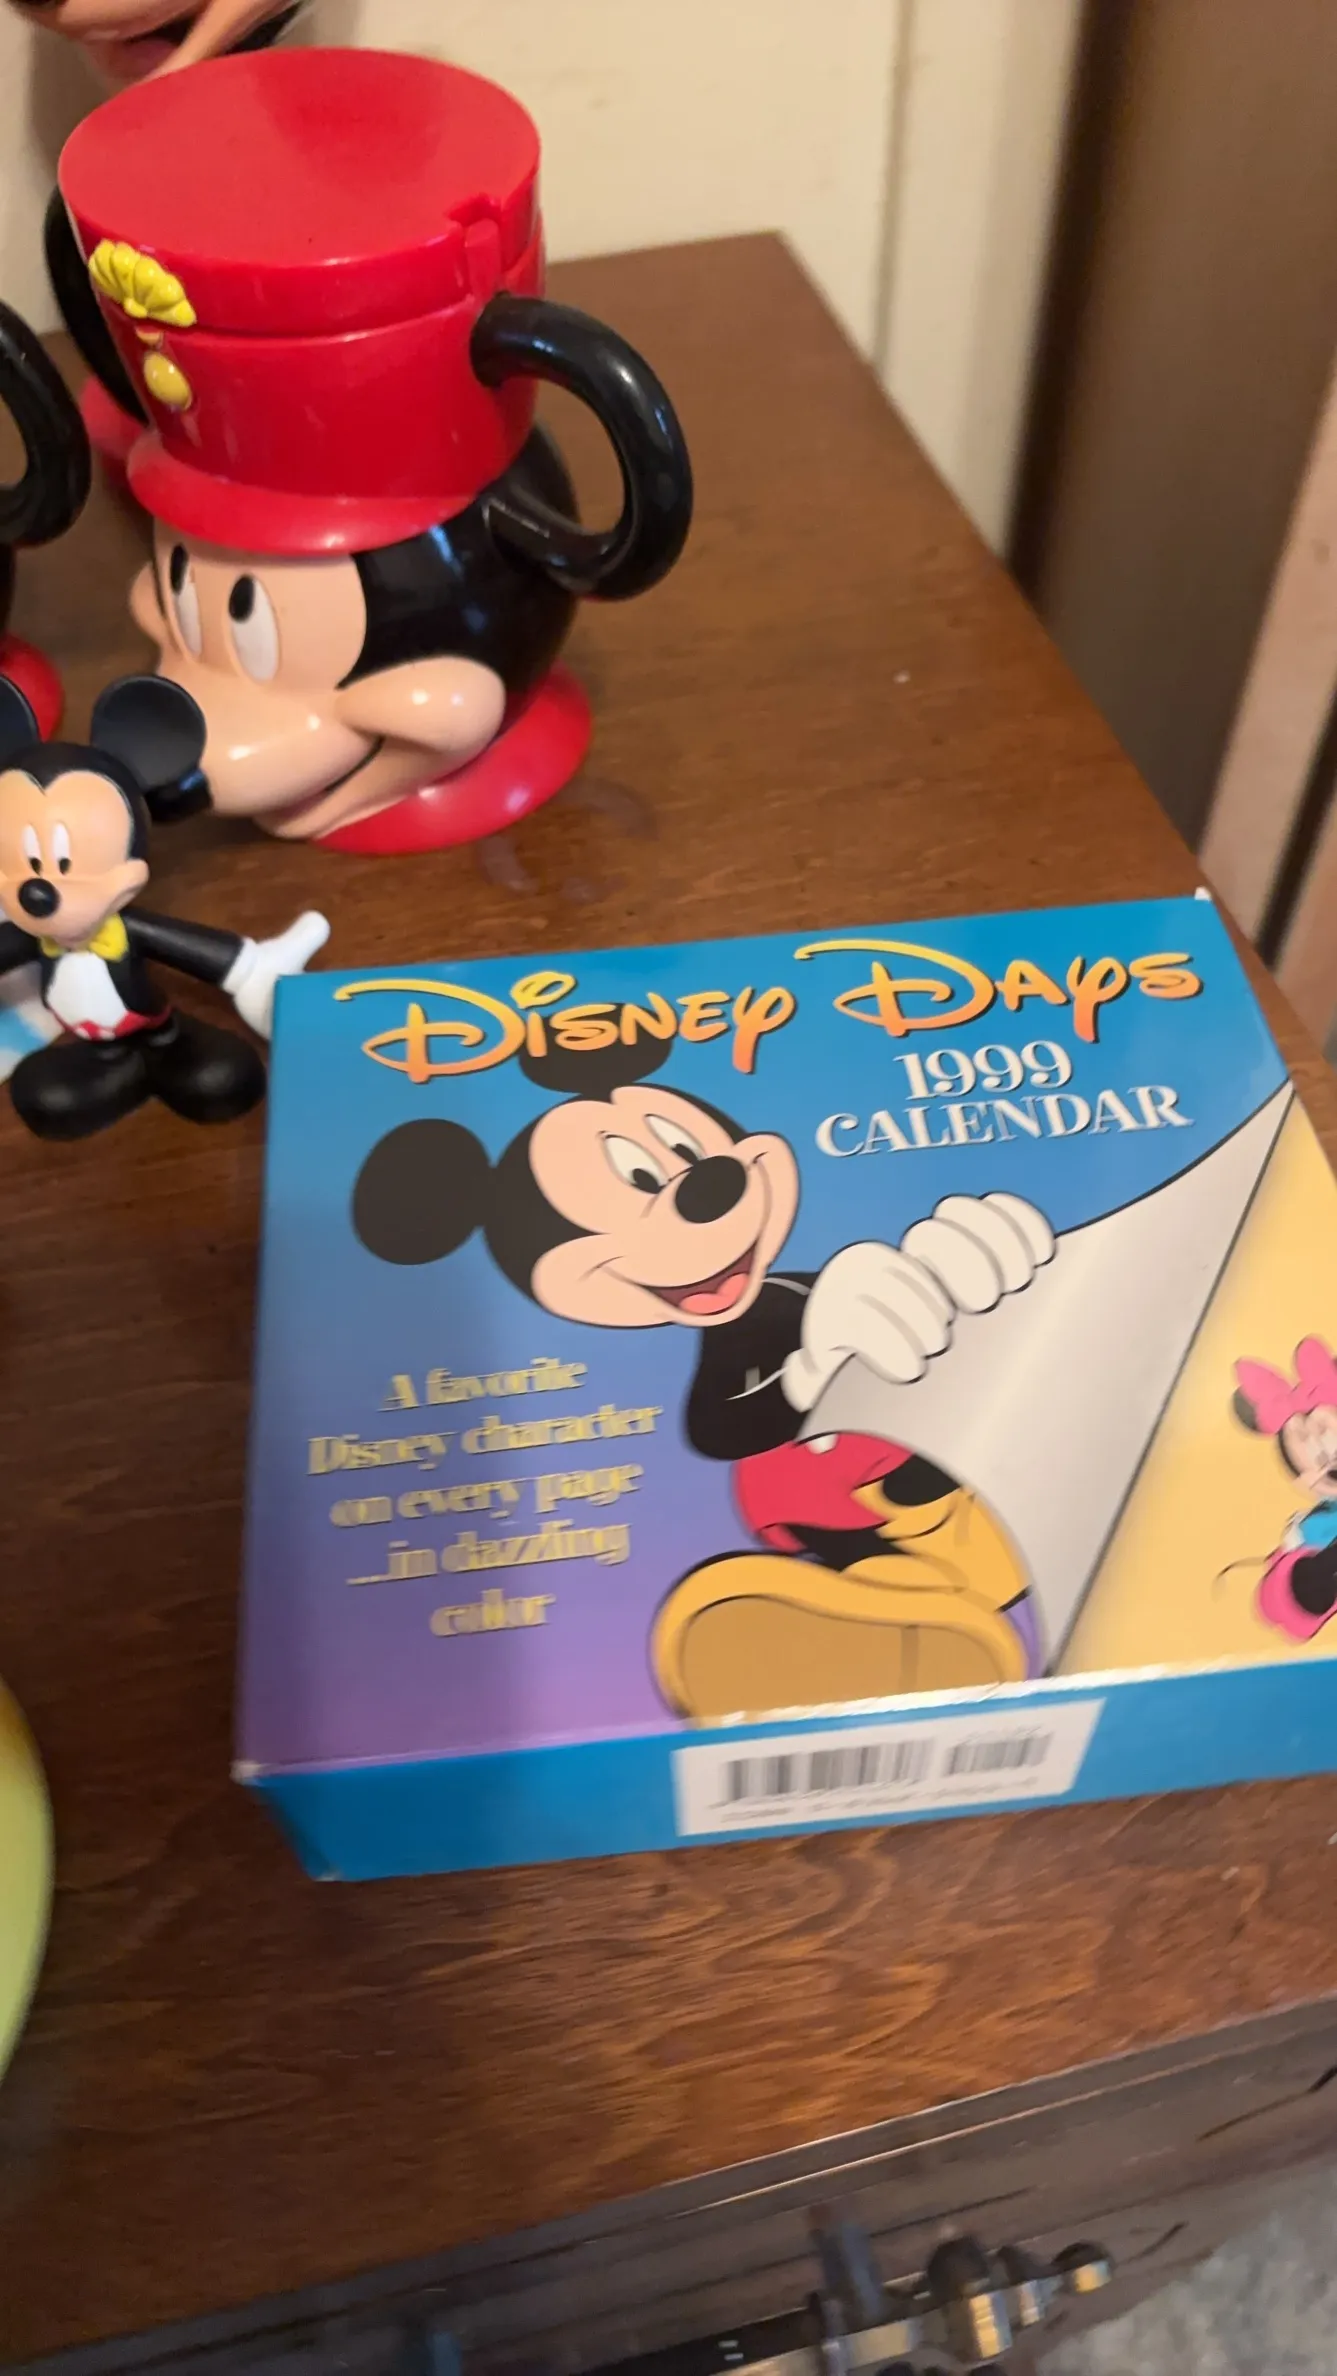 Disney Days
1999
CALENDAR
A favorite
Disney character
on every page
...in dazzling
color